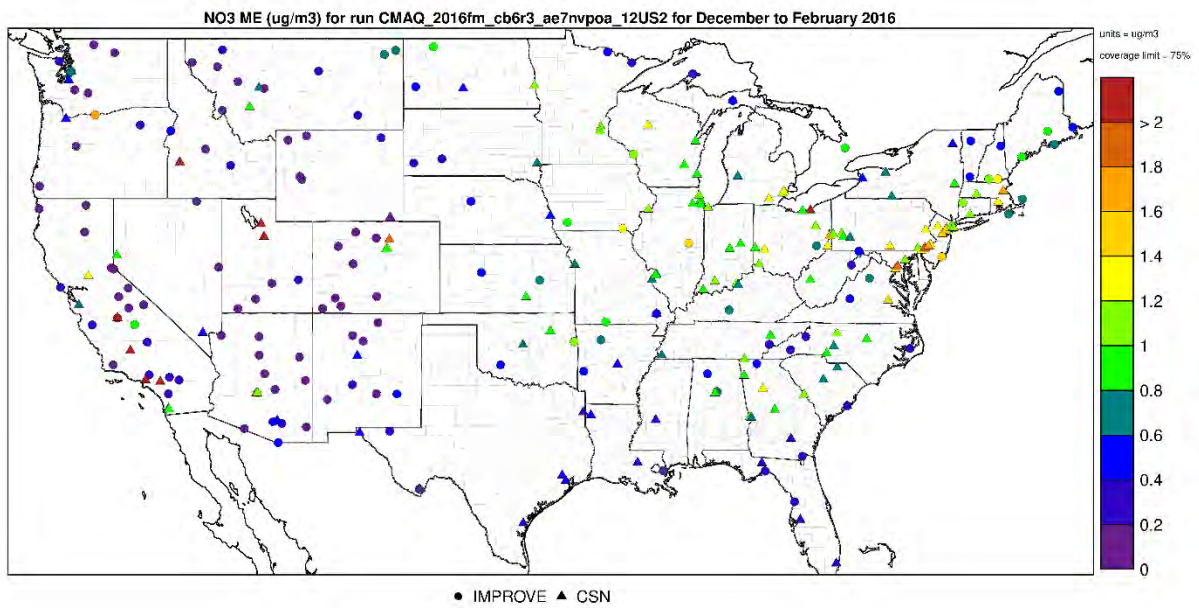 NO3 ME (ug/m3) for run CMAQ_2016fm_cb6r3_ae7nvpoa_12US2 for December to February 2016
units = ug/m3
coverage limit = 75%
> 2
1.8
1.6
1.4
1.2
1
0.8
0.6
0.4
0.2
0
IMPROVE CSN